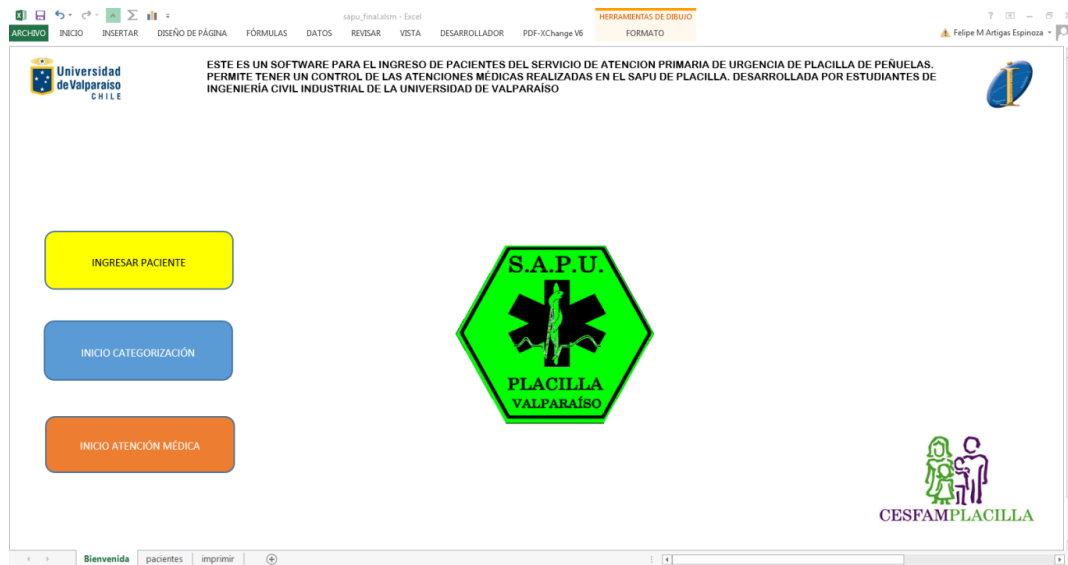 sapu_final.xlsm - Excel
HERRAMIENTAS DE DIBUJO
ARCHIVO INICIO INSERTAR DISEÑO DE PÁGINA FÓRMULAS DATOS REVISAR VISTA DESARROLLADOR PDF-XChange V6 FORMATO Felipe M Artigas Espinoza
Universidad
de Valparaíso
CHILE
ESTE ES UN SOFTWARE PARA EL INGRESO DE PACIENTES DEL SERVICIO DE ATENCION PRIMARIA DE URGENCIA DE PLACILLA DE PEÑUELAS.
PERMITE TENER UN CONTROL DE LAS ATENCIONES MÉDICAS REALIZADAS EN EL SAPU DE PLACILLA. DESARROLLADA POR ESTUDIANTES DE
INGENIERÍA CIVIL INDUSTRIAL DE LA UNIVERSIDAD DE VALPARAÍSO
INGRESAR PACIENTE
S.A.P.U.
INICIO CATEGORIZACIÓN
PLACILLA
VALPARAÍSO
INICIO ATENCIÓN MÉDICA
CESFAMPLACILLA
Bienvenida pacientes imprimir